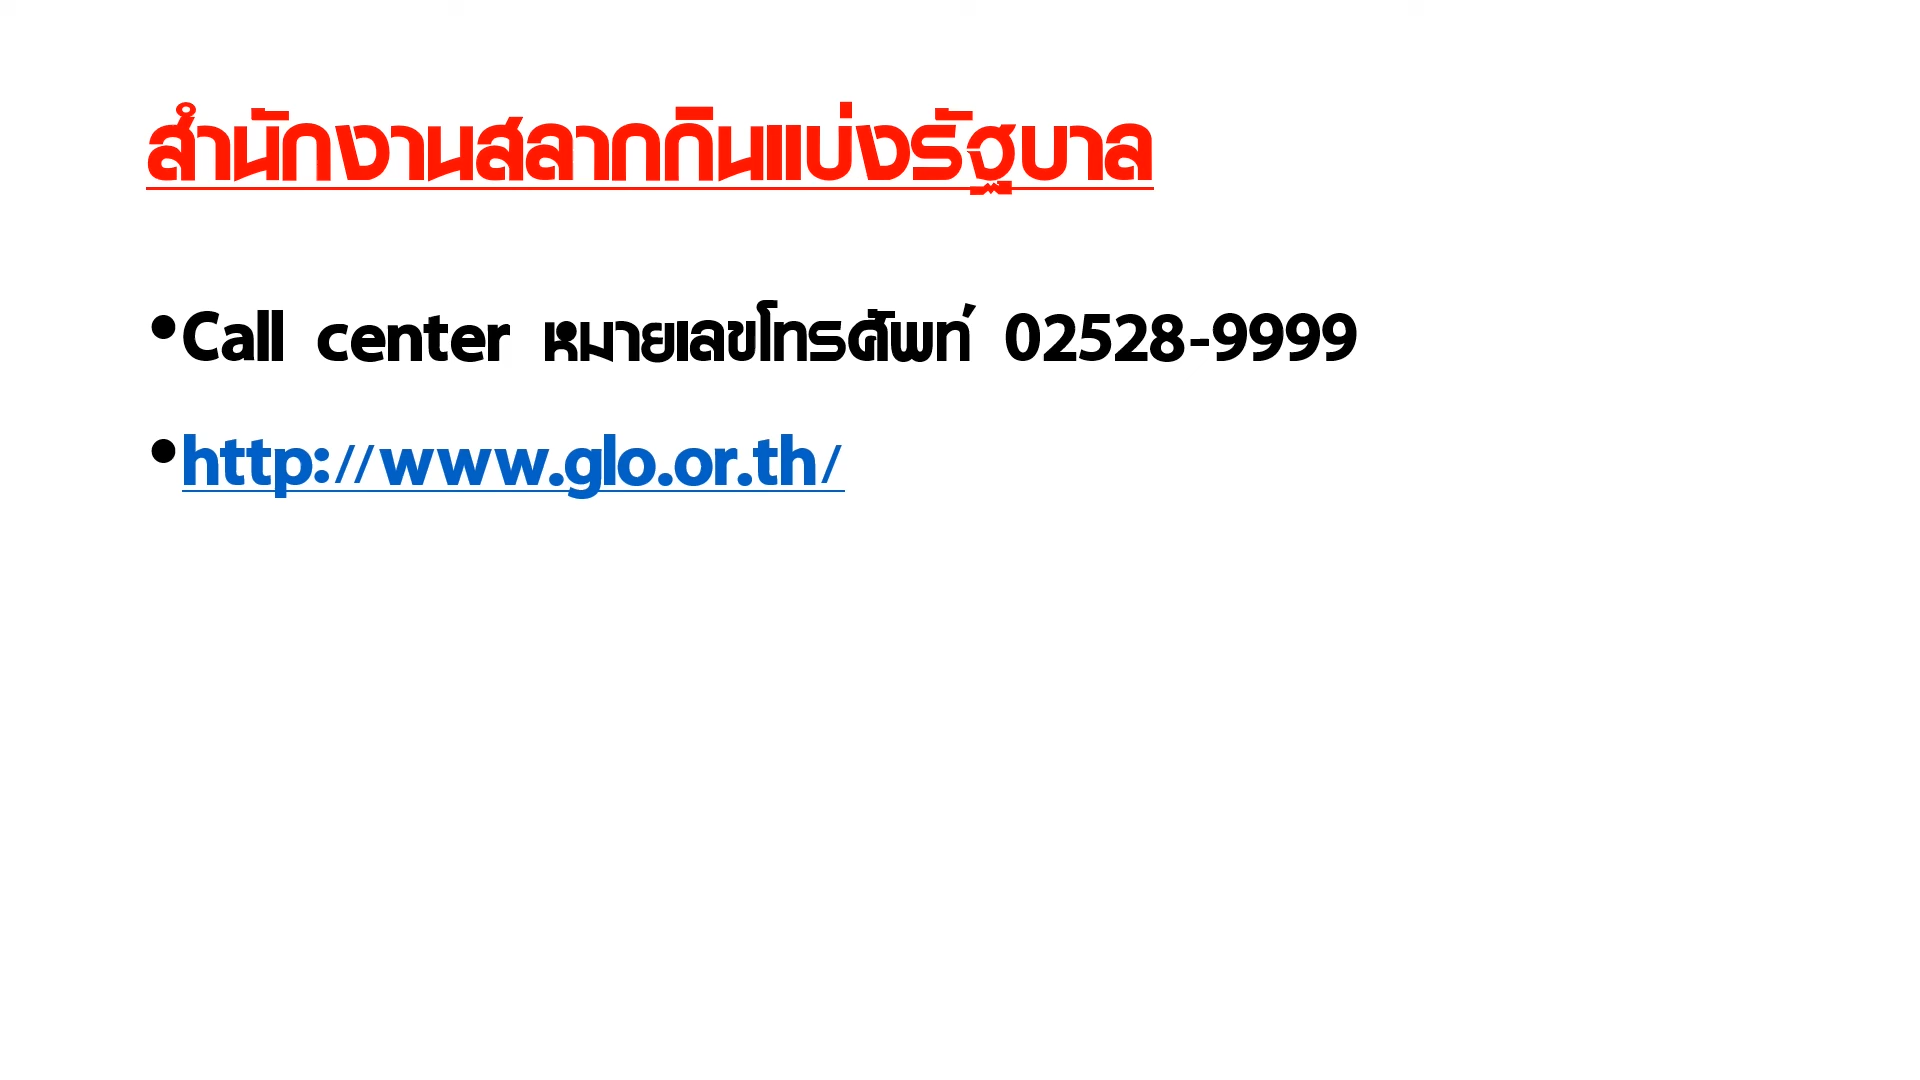 สำนักงานสลากกินแบ่งรัฐบาล
•Call center หมายเลขโทรศัพท์ 02528-9999
•http://www.glo.or.th/